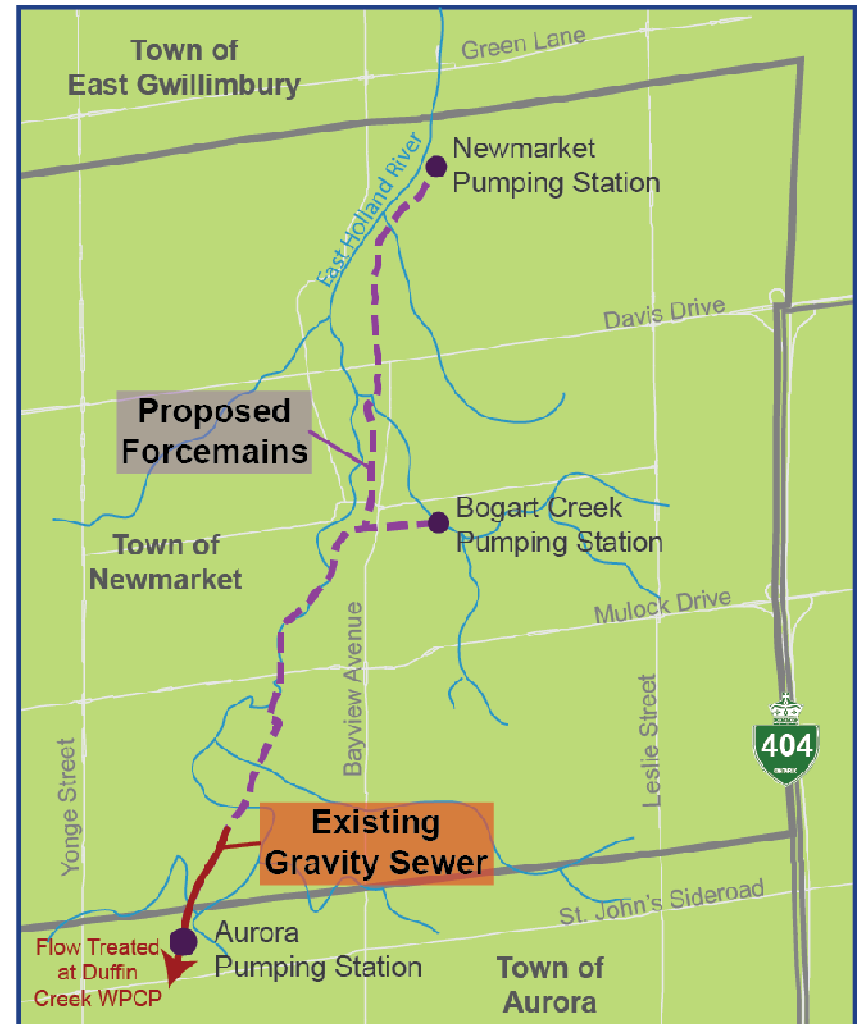 Town of
East Gwillimbury
Green Lane
Newmarket
Pumping Station
East Holland River
Davis Drive
Proposed
Forcemains
Bogart Creek
Pumping Station
Town of
Newmarket
Mulock Drive
Bayview Avenue
Leslie Street
Yonge Street
404
ONTARIO
Existing
Gravity Sewer
St. John's Sideroad
Aurora
Pumping Station
Flow Treated
at Duffin
Creek WPCP
Town of
Aurora